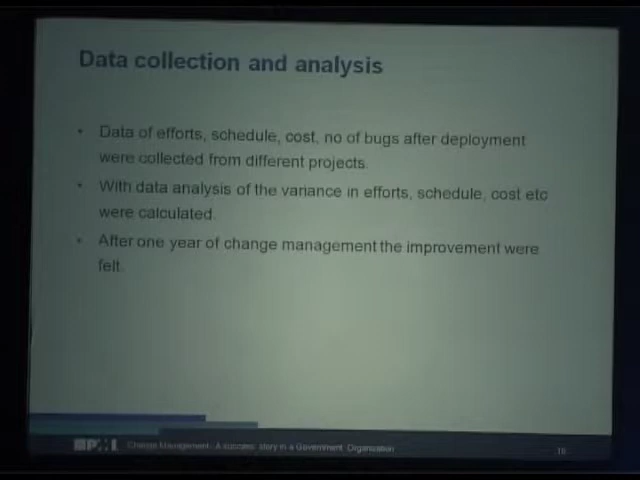 Data collection and analysis
• Data of efforts, schedule, cost, no of bugs after deployment
were collected from different projects.
• With data analysis of the variance in efforts, schedule, cost etc
were calculated.
• After one year of change management the improvement were
felt.
Change Management: A success story in a Government Organisation